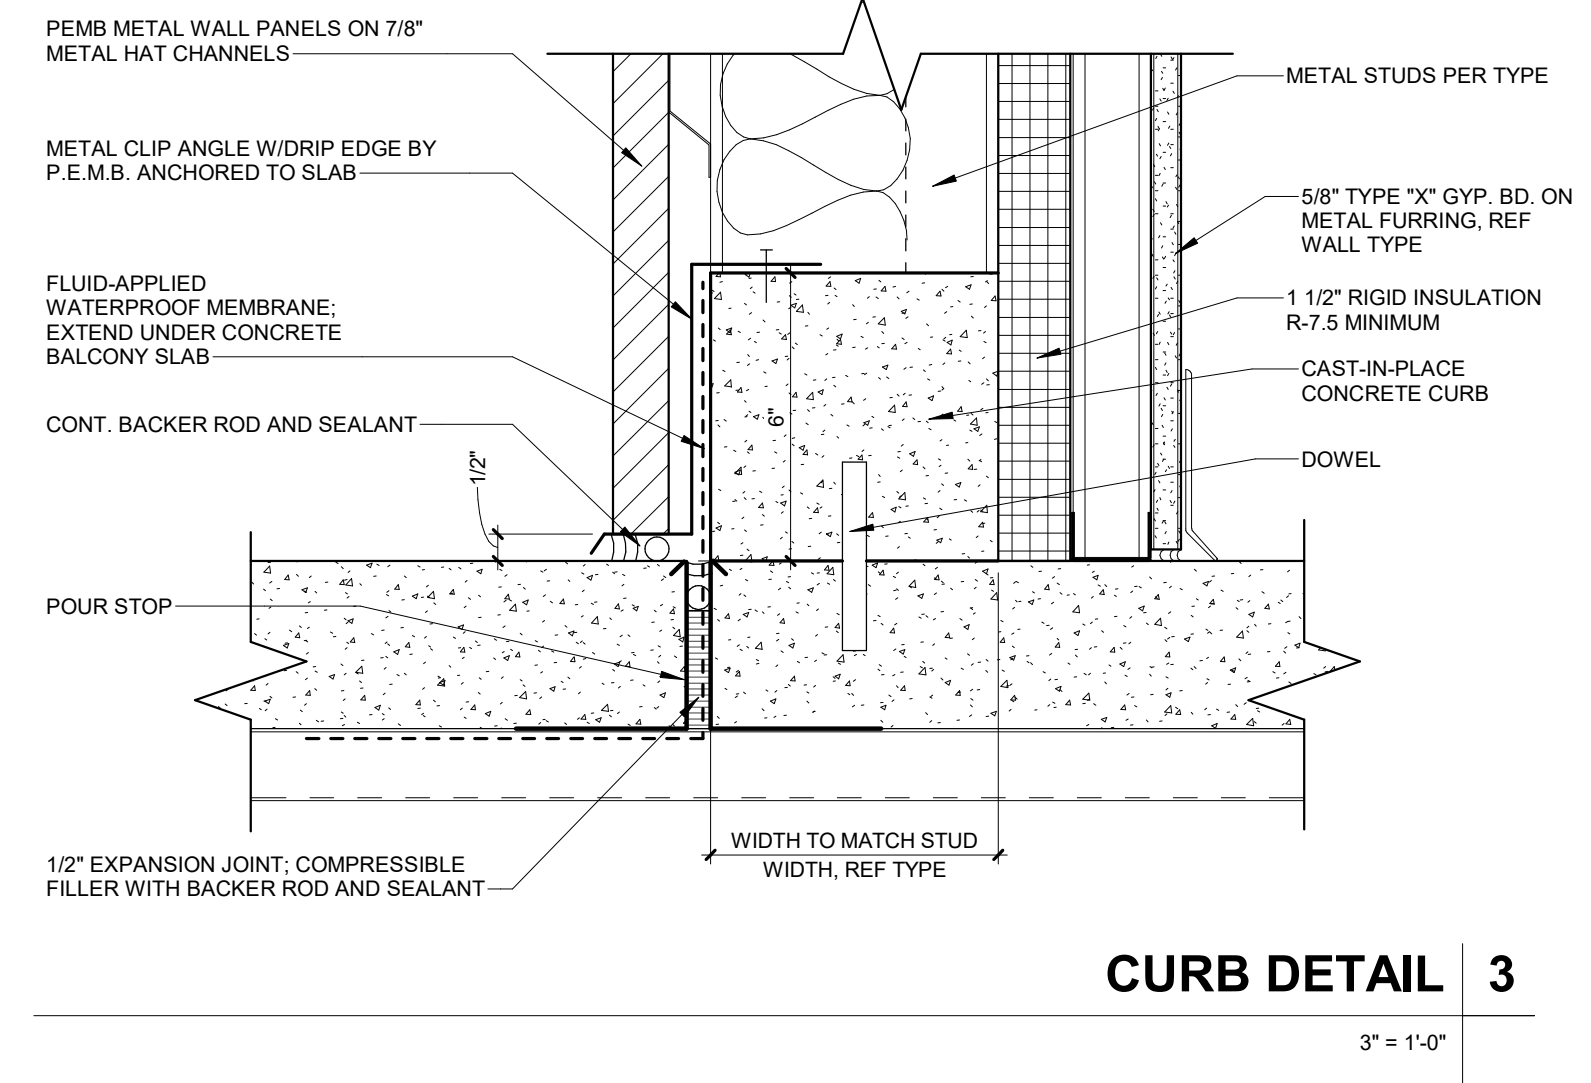 PEMB METAL WALL PANELS ON 7/8"
METAL HAT CHANNELS
METAL CLIP ANGLE W/DRIP EDGE BY
P.E.M.B. ANCHORED TO SLAB
FLUID-APPLIED
WATERPROOF MEMBRANE;
EXTEND UNDER CONCRETE
BALCONY SLAB
CONT. BACKER ROD AND SEALANT
1/2"
POUR STOP
1/2" EXPANSION JOINT; COMPRESSIBLE
FILLER WITH BACKER ROD AND SEALANT
6"
WIDTH TO MATCH STUD
WIDTH, REF TYPE
METAL STUDS PER TYPE
5/8" TYPE "X" GYP. BD. ON
METAL FURRING, REF
WALL TYPE
1 1/2" RIGID INSULATION
R-7.5 MINIMUM
CAST-IN-PLACE
CONCRETE CURB
DOWEL
CURB DETAIL 3
3" = 1'-0"